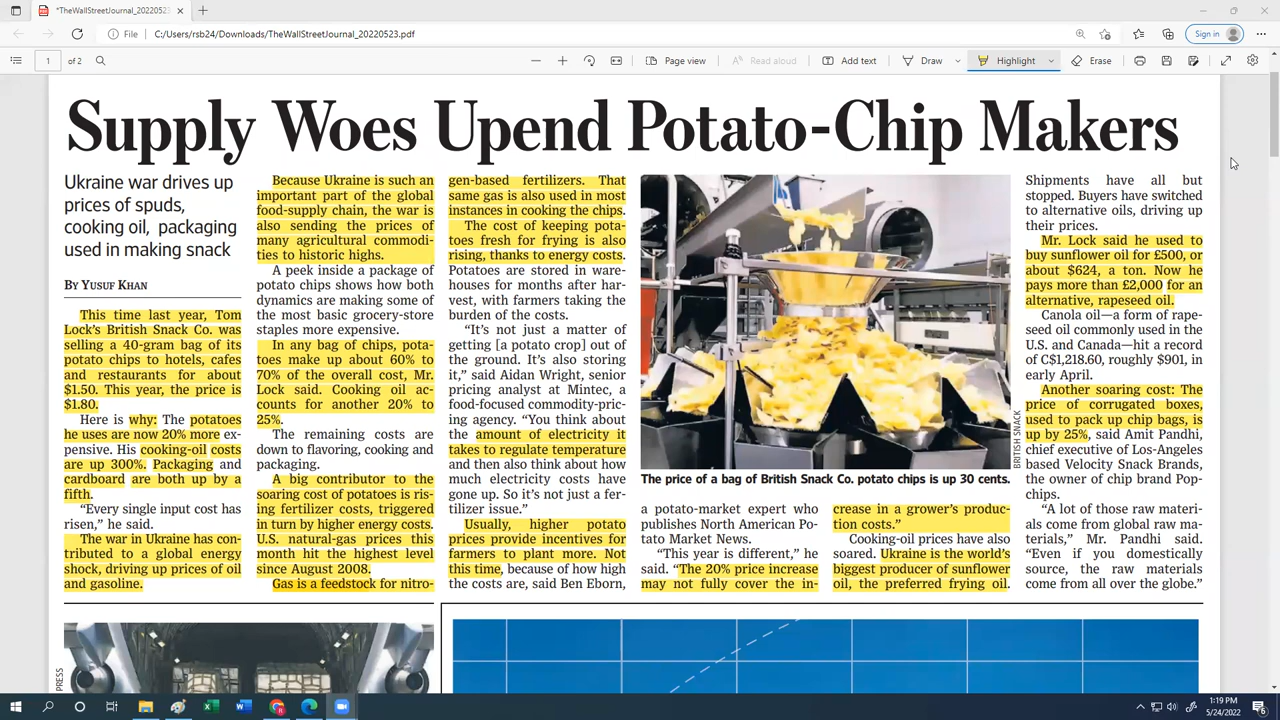 *TheWallStreetJournal_20220523
File
C:/Users/rsb24/Downloads/TheWallStreetJournal_20220523.pdf
Sign in
1 of 2
Page view
Read aloud
Add text
Draw
Highlight
Erase
Supply Woes Upend Potato-Chip Makers
Ukraine war drives up
prices of spuds,
cooking oil, packaging
used in making snack
BY YUSUF KHAN
This time last year, Tom
Lock's British Snack Co. was
selling a 40-gram bag of its
potato chips to hotels, cafes
and restaurants for about
$1.50. This year, the price is
$1.80.
Here is why: The potatoes
he uses are now 20% more ex-
pensive. His cooking-oil costs
are up 300%. Packaging and
cardboard are both up by a
fifth.
"Every single input cost has
risen," he said.
The war in Ukraine has con-
tributed to a global energy
shock, driving up prices of oil
and gasoline.
Because Ukraine is such an
important part of the global
food-supply chain, the war is
also sending the prices of
many agricultural commodi-
ties to historic highs.
A peek inside a package of
potato chips shows how both
dynamics are making some of
the most basic grocery-store
staples more expensive.
In any bag of chips, pota-
toes make up about 60% to
70% of the overall cost, Mr.
Lock said. Cooking oil ac-
counts for another 20% to
25%.
The remaining costs are
down to flavoring, cooking and
packaging.
A big contributor to the
soaring cost of potatoes is ris-
ing fertilizer costs, triggered
in turn by higher energy costs.
U.S. natural-gas prices this
month hit the highest level
since August 2008.
Gas is a feedstock for nitro-
gen-based fertilizers. That
same gas is also used in most
instances in cooking the chips.
The cost of keeping pota-
toes fresh for frying is also
rising, thanks to energy costs.
Potatoes are stored in ware-
houses for months after har-
vest, with farmers taking the
burden of the costs.
"It's not just a matter of
getting [a potato crop] out of
the ground. It's also storing
it," said Aidan Wright, senior
pricing analyst at Mintec, a
food-focused commodity-pric-
ing agency. "You think about
the amount of electricity it
takes to regulate temperature
and then also think about how
much electricity costs have
gone up. So it's not just a fer-
tilizer issue."
Usually, higher potato
prices provide incentives for
farmers to plant more. Not
this time, because of how high
the costs are, said Ben Eborn,
BRITISH SNACK
The price of a bag of British Snack Co. potato chips is up 30 cents.
a potato-market expert who
publishes North American Po-
tato Market News.
"This year is different," he
said. "The 20% price increase
may not fully cover the in-
crease in a grower's produc-
tion costs."
Cooking-oil prices have also
soared. Ukraine is the world's
biggest producer of sunflower
oil, the preferred frying oil.
Shipments have all but
stopped. Buyers have switched
to alternative oils, driving up
their prices.
Mr. Lock said he used to
buy sunflower oil for £500, or
about $624, a ton. Now he
pays more than £2,000 for an
alternative, rapeseed oil.
Canola oil—a form of rape-
seed oil commonly used in the
U.S. and Canada—hit a record
of C$1,218.60, roughly $901, in
early April.
Another soaring cost: The
price of corrugated boxes,
used to pack up chip bags, is
up by 25%, said Amit Pandhi,
chief executive of Los-Angeles
based Velocity Snack Brands,
the owner of chip brand Pop-
chips.
"A lot of those raw materi-
als come from global raw ma-
terials," Mr. Pandhi said.
"Even if you domestically
source, the raw materials
come from all over the globe."
PRESS
1:19 PM
5/24/2022
6